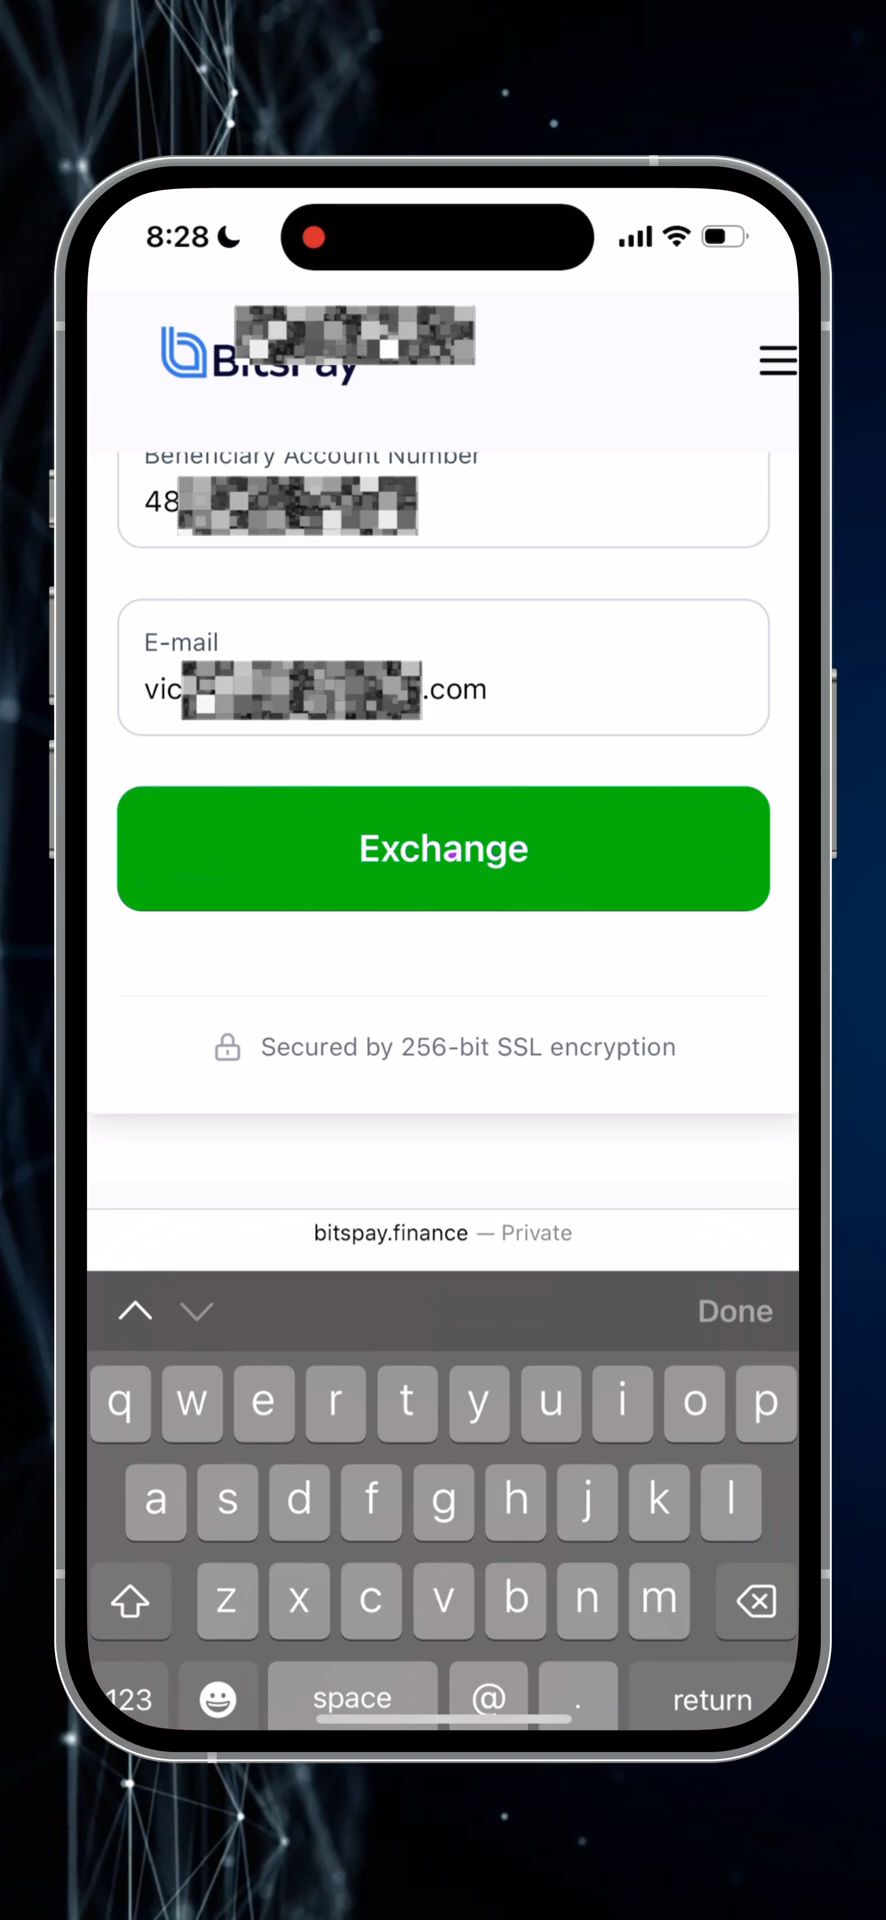 8:28
BitsPay
Beneficiary Account Number
48
E-mail
vic .com
Exchange
Secured by 256-bit SSL encryption
bitspay.finance — Private
Done
q w e r t y u i o p
a s d f g h j k l
z x c v b n m
123 space @ . return